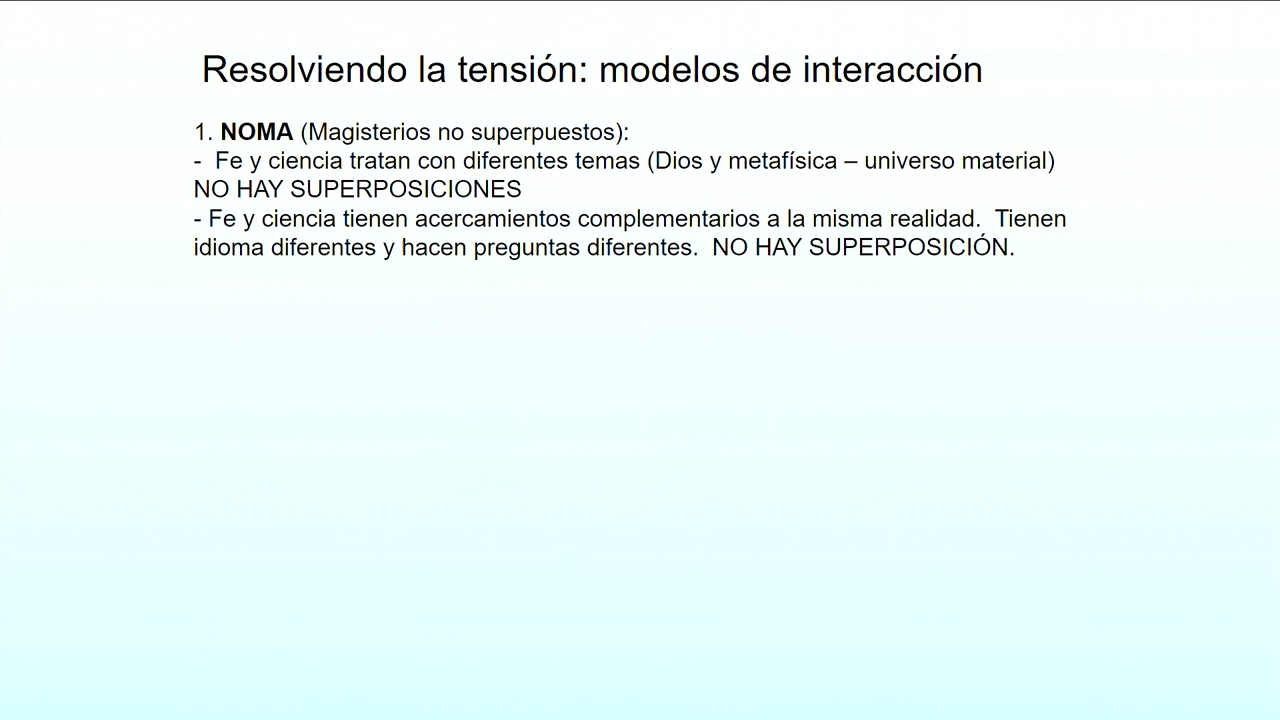 Resolviendo la tensión: modelos de interacción
1. NOMA (Magisterios no superpuestos):
-  Fe y ciencia tratan con diferentes temas (Dios y metafísica – universo material)
NO HAY SUPERPOSICIONES
- Fe y ciencia tienen acercamientos complementarios a la misma realidad.  Tienen
idioma diferentes y hacen preguntas diferentes.  NO HAY SUPERPOSICIÓN.